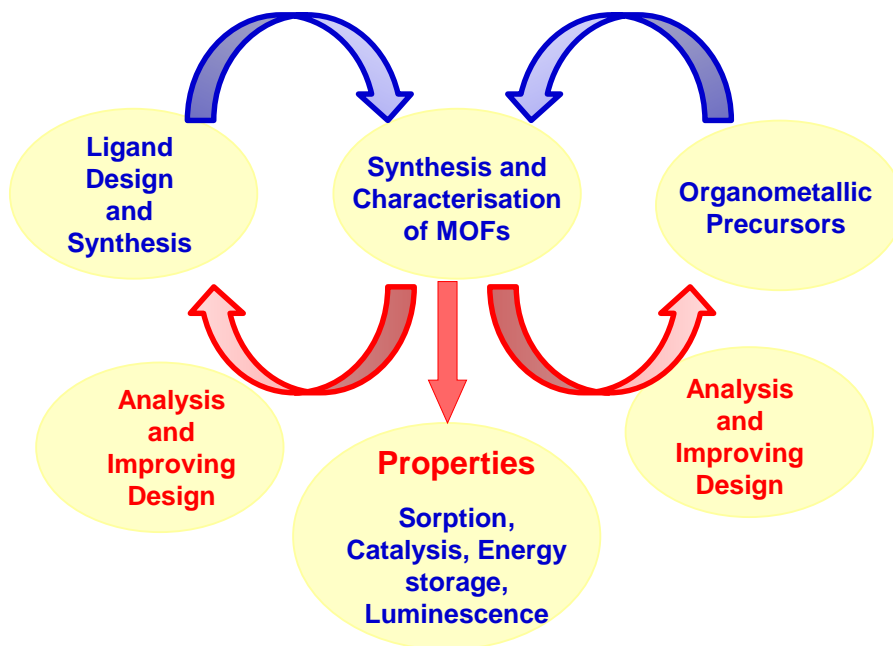 Ligand
Design
and
Synthesis
Synthesis and
Characterisation
of MOFs
Organometallic
Precursors
Analysis
and
Improving
Design
Properties
Sorption,
Catalysis, Energy
storage,
Luminescence
Analysis
and
Improving
Design